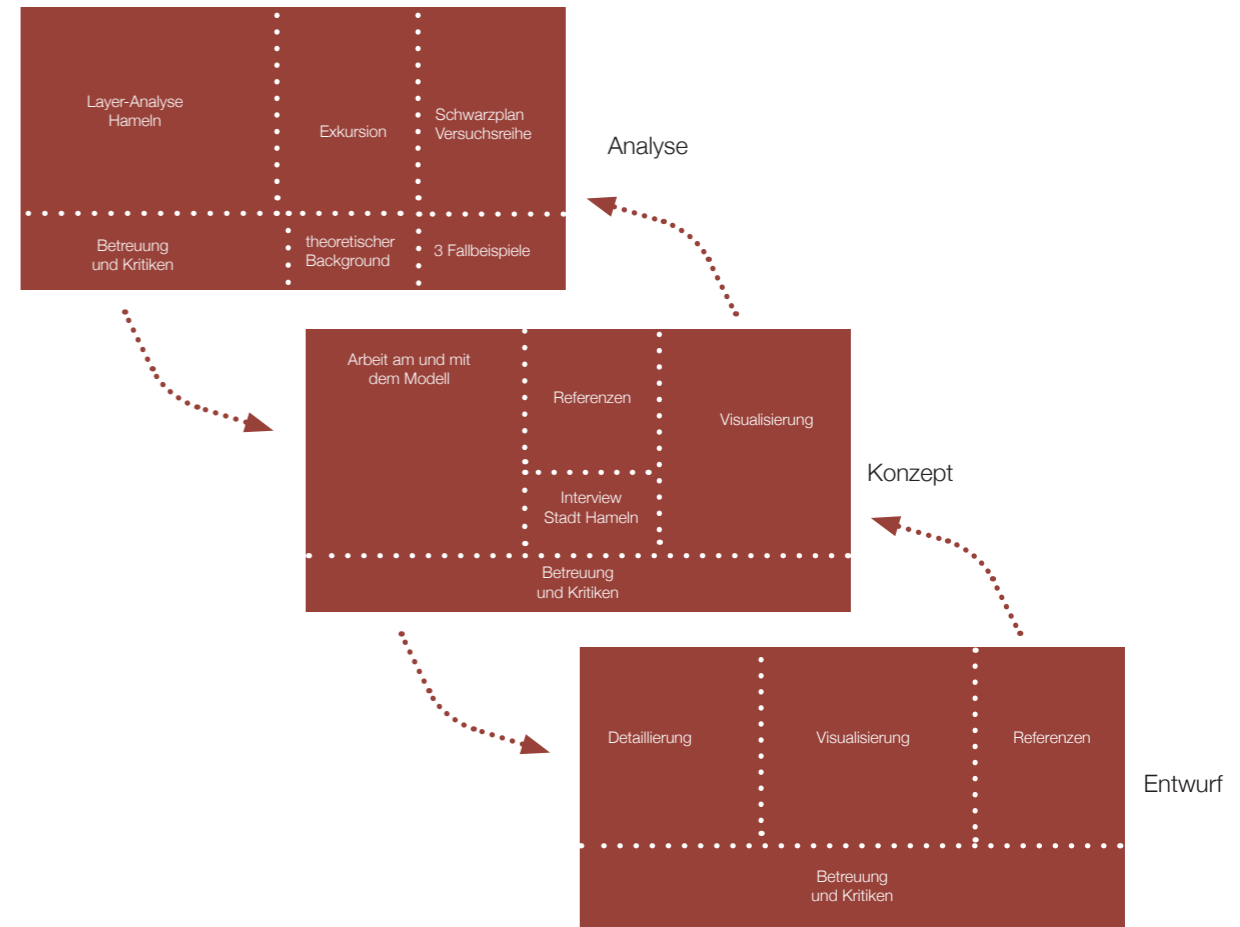 Layer-Analyse
Hameln
Exkursion
Schwarzplan
Versuchsreihe
Betreuung
und Kritiken
theoretischer
Background
3 Fallbeispiele
Analyse
Arbeit am und mit
dem Modell
Referenzen
Visualisierung
Interview
Stadt Hameln
Betreuung
und Kritiken
Konzept
Detaillierung
Visualisierung
Referenzen
Betreuung
und Kritiken
Entwurf